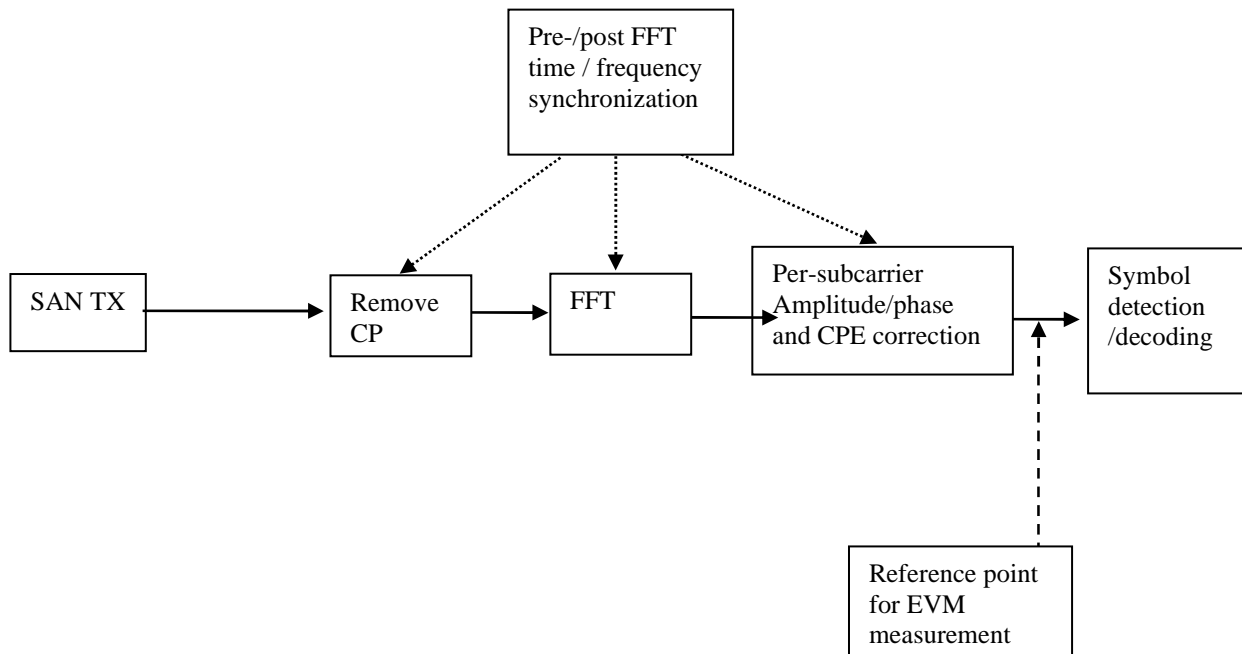 Pre-/post FFT
time / frequency
synchronization
SAN TX
Remove
CP
FFT
Per-subcarrier
Amplitude/phase
and CPE correction
Symbol
detection
/decoding
Reference point
for EVM
measurement